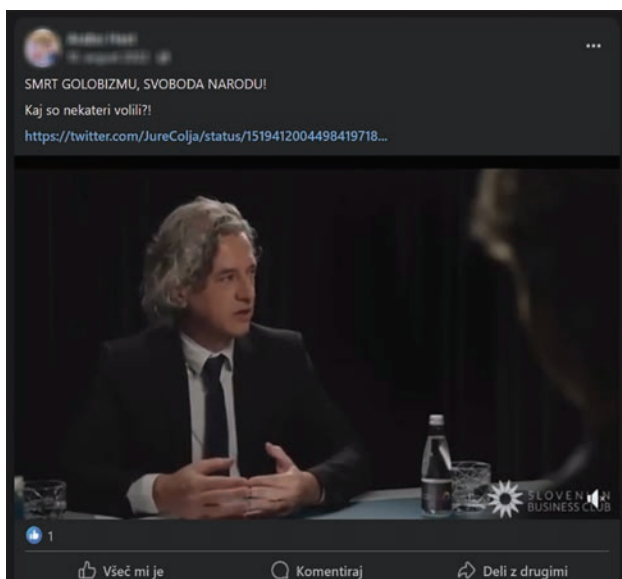 SMRT GOLOBIZMU, SVOBODA NARODU!
Kaj so nekateri volili?!
https://twitter.com/JureColja/status/1519412004498419718...
SLOVEN N
BUSINESS CLUB
1
Všeč mi je
Komentiraj
Deli z drugimi